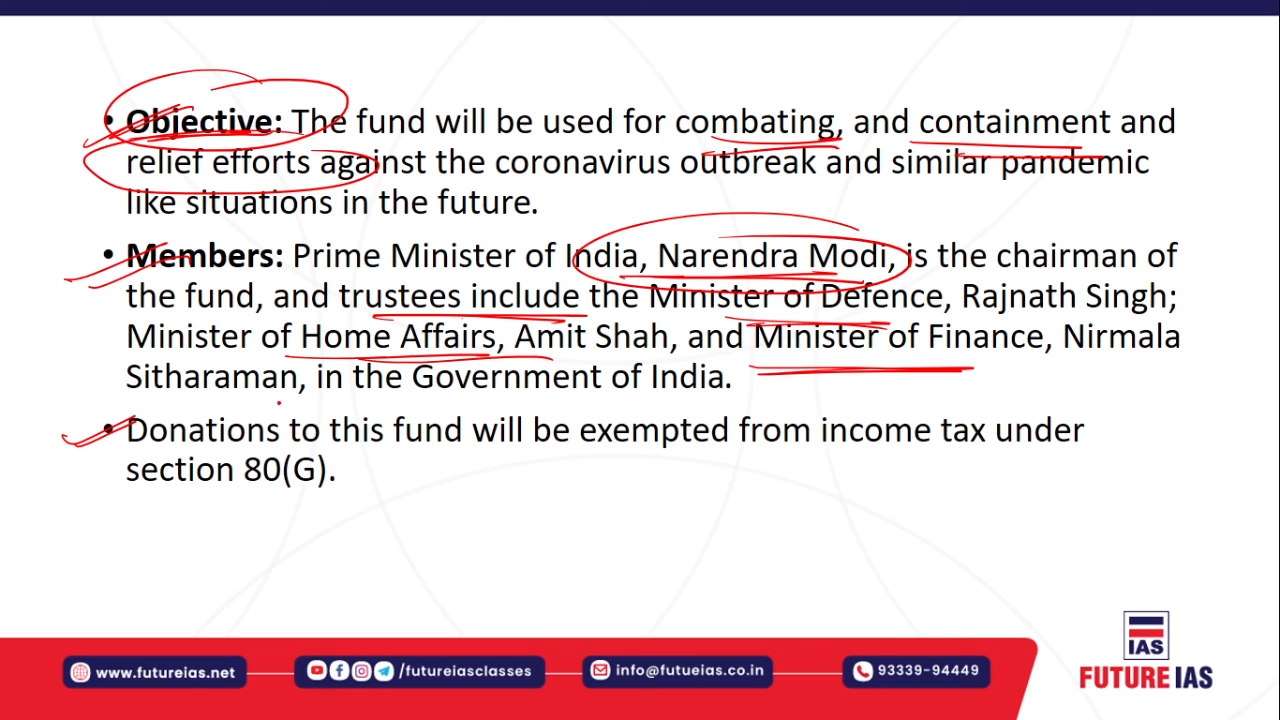 • Objective: The fund will be used for combating, and containment and
relief efforts against the coronavirus outbreak and similar pandemic
like situations in the future.
• Members: Prime Minister of India, Narendra Modi, is the chairman of
the fund, and trustees include the Minister of Defence, Rajnath Singh;
Minister of Home Affairs, Amit Shah, and Minister of Finance, Nirmala
Sitharaman, in the Government of India.
• Donations to this fund will be exempted from income tax under
section 80(G).
www.futureias.net
/futureiasclasses
info@futueias.co.in
93339-94449
IAS
FUTURE IAS